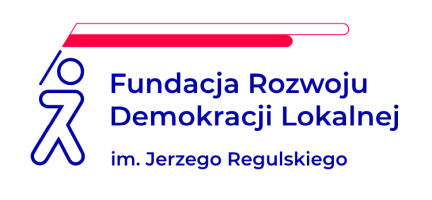 Fundacja Rozwoju
Demokracji Lokalnej
im. Jerzego Regulskiego